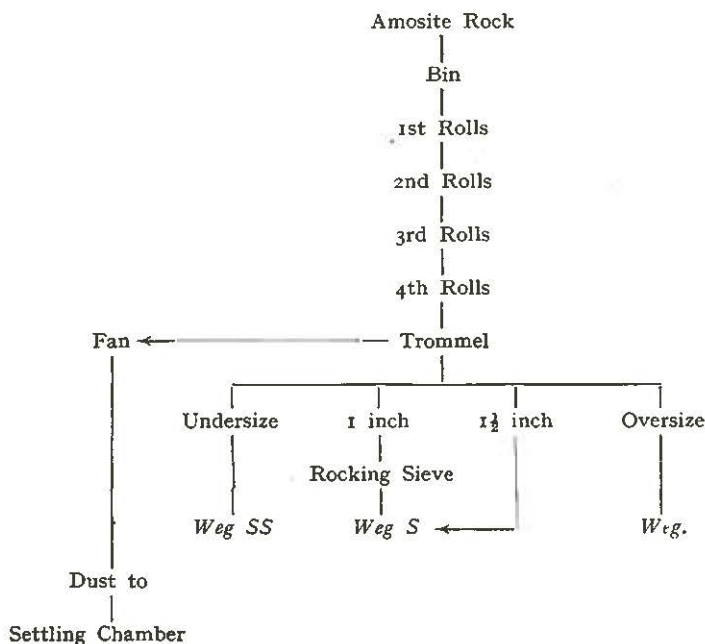 Amosite Rock
Bin
1st Rolls
2nd Rolls
3rd Rolls
4th Rolls
Fan Trommel
Undersize 1 inch 1½ inch Oversize
Rocking Sieve
Weg SS Weg S Weg.
Dust to
Settling Chamber